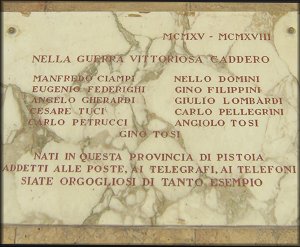 MCMXV - MCMXVIII
NELLA GUERRA VITTORIOSA CADDERO
MANFREDO CIAMPI NELLO DOMINI
EUGENIO FEDERIGHI GINO FILIPPINI
ANGELO GHERARDI GIULIO LOMBARDI
CESARE TUCI CARLO PELLEGRINI
CARLO PETRUCCI ANGIOLO TOSI
GINO TOSI
NATI IN QUESTA PROVINCIA DI PISTOIA
ADDETTI ALLE POSTE, AI TELEGRAFI, AI TELEFONI
SIATE ORGOGLIOSI DI TANTO ESEMPIO